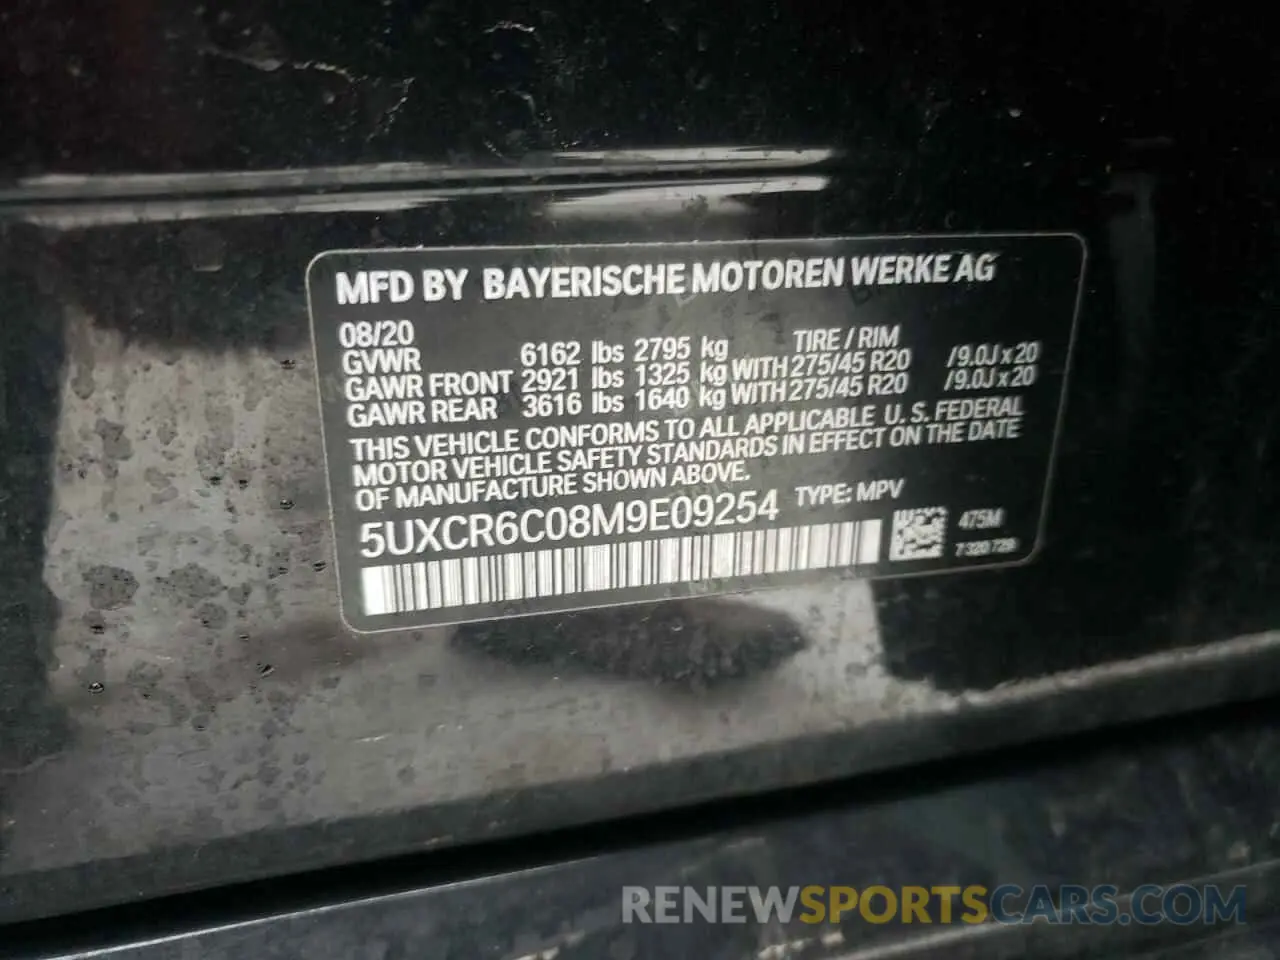 MFD BY BAYERISCHE MOTOREN WERKE AG
08/20 TIRE / RIM
GVWR 6162 lbs 2795 kg
GAWR FRONT 2921 lbs 1325 kg WITH 275/45 R20 /9.0J x 20
GAWR REAR 3616 lbs 1640 kg WITH 275/45 R20 /9.0J x 20
THIS VEHICLE CONFORMS TO ALL APPLICABLE U. S. FEDERAL
MOTOR VEHICLE SAFETY STANDARDS IN EFFECT ON THE DATE
OF MANUFACTURE SHOWN ABOVE.
5UXCR6C08M9E09254 TYPE: MPV
475M
RENEWSPORTSCARS.COM